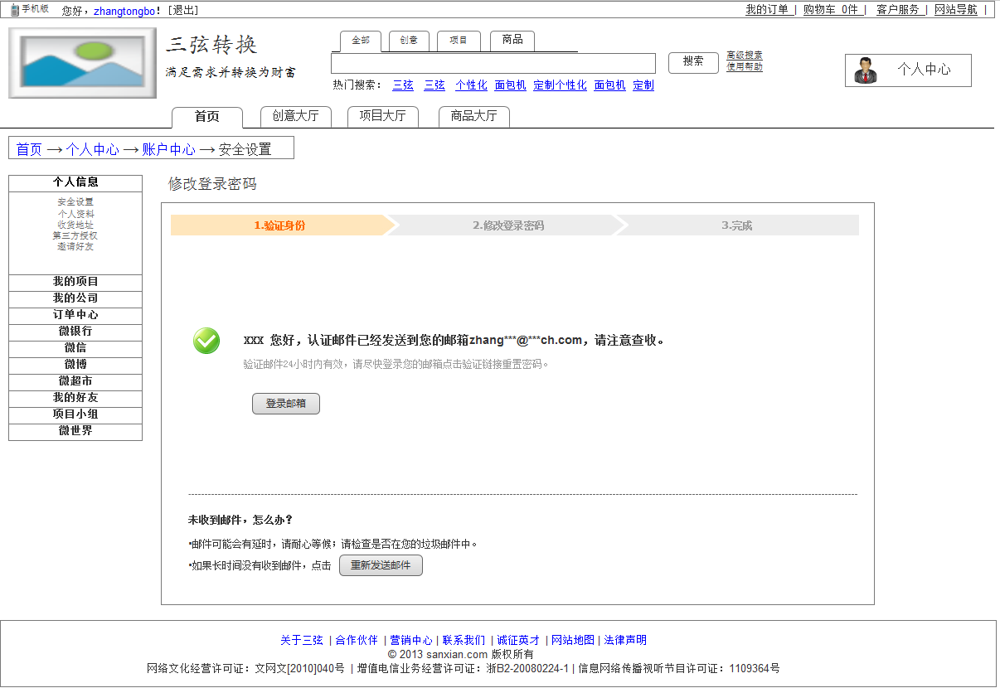 手机版 您好，zhangtongbo！[退出] 我的订单 | 购物车 0件 | 客户服务 | 网站导航 |
三弦转换
满足需求并转换为财富
全部 创意 项目 商品
搜索 高级搜索
使用帮助
个人中心
热门搜索： 三弦 三弦 个性化 面包机 定制个性化 面包机 定制
首页 创意大厅 项目大厅 商品大厅
首页 → 个人中心 → 账户中心 → 安全设置
个人信息
安全设置
个人资料
收货地址
第三方授权
邀请好友
我的项目
我的公司
订单中心
微银行
微信
微博
微超市
我的好友
项目小组
微世界
修改登录密码
1.验证身份 2.修改登录密码 3.完成
XXX 您好，认证邮件已经发送到您的邮箱zhang***@***ch.com，请注意查收。
验证邮件24小时内有效，请尽快登录您的邮箱点击验证链接重置密码。
登录邮箱
未收到邮件，怎么办？
·邮件可能会有延时，请耐心等候；请检查是否在您的垃圾邮件中。
·如果长时间没有收到邮件，点击 重新发送邮件
关于三弦 | 合作伙伴 | 营销中心 | 联系我们 | 诚征英才 | 网站地图 | 法律声明
© 2013 sanxian.com 版权所有
网络文化经营许可证：文网文[2010]040号 | 增值电信业务经营许可证：浙B2-20080224-1 | 信息网络传播视听节目许可证：1109364号